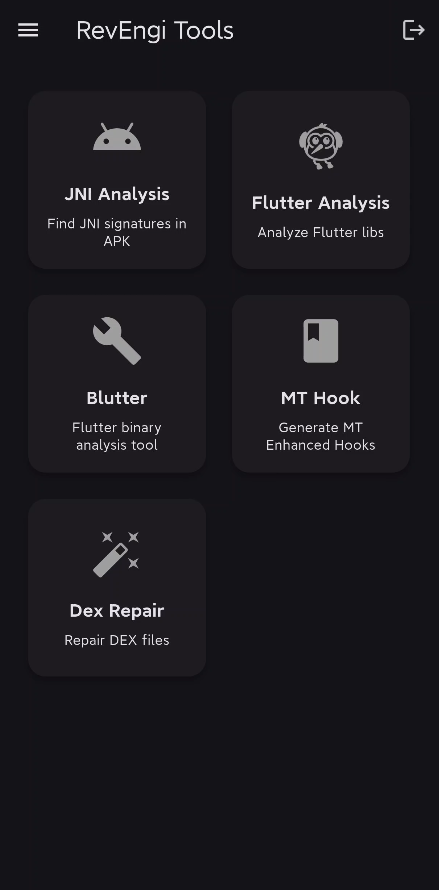 RevEngi Tools
JNI Analysis
Find JNI signatures in
APK
Flutter Analysis
Analyze Flutter libs
Blutter
Flutter binary
analysis tool
MT Hook
Generate MT
Enhanced Hooks
Dex Repair
Repair DEX files